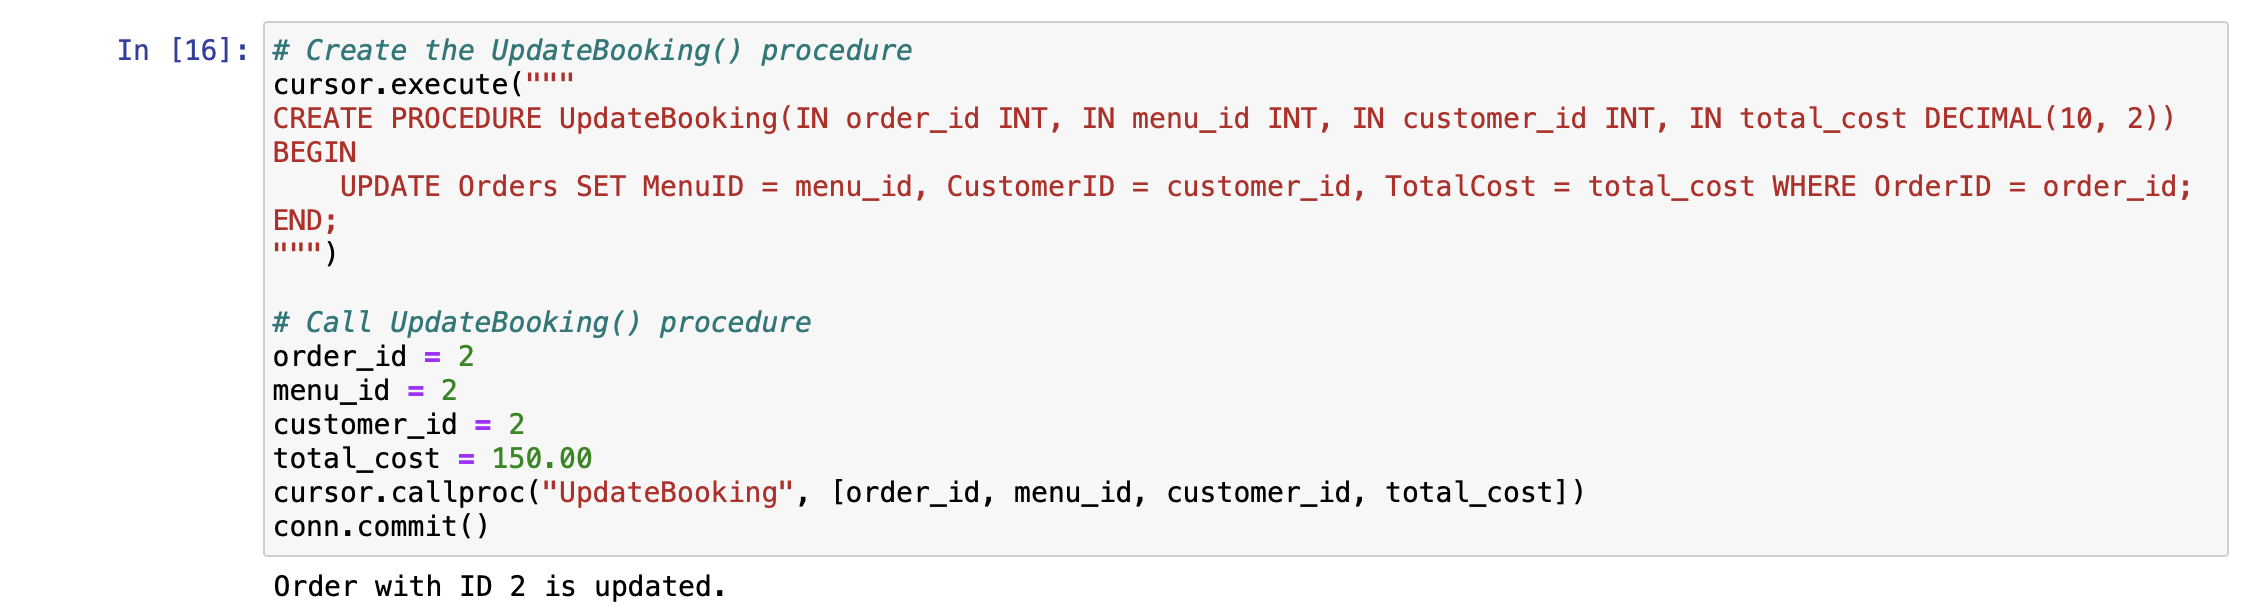 In [16]:
# Create the UpdateBooking() procedure
cursor.execute("""
CREATE PROCEDURE UpdateBooking(IN order_id INT, IN menu_id INT, IN customer_id INT, IN total_cost DECIMAL(10, 2))
BEGIN
    UPDATE Orders SET MenuID = menu_id, CustomerID = customer_id, TotalCost = total_cost WHERE OrderID = order_id;
END;
""")

# Call UpdateBooking() procedure
order_id = 2
menu_id = 2
customer_id = 2
total_cost = 150.00
cursor.callproc("UpdateBooking", [order_id, menu_id, customer_id, total_cost])
conn.commit()
Order with ID 2 is updated.